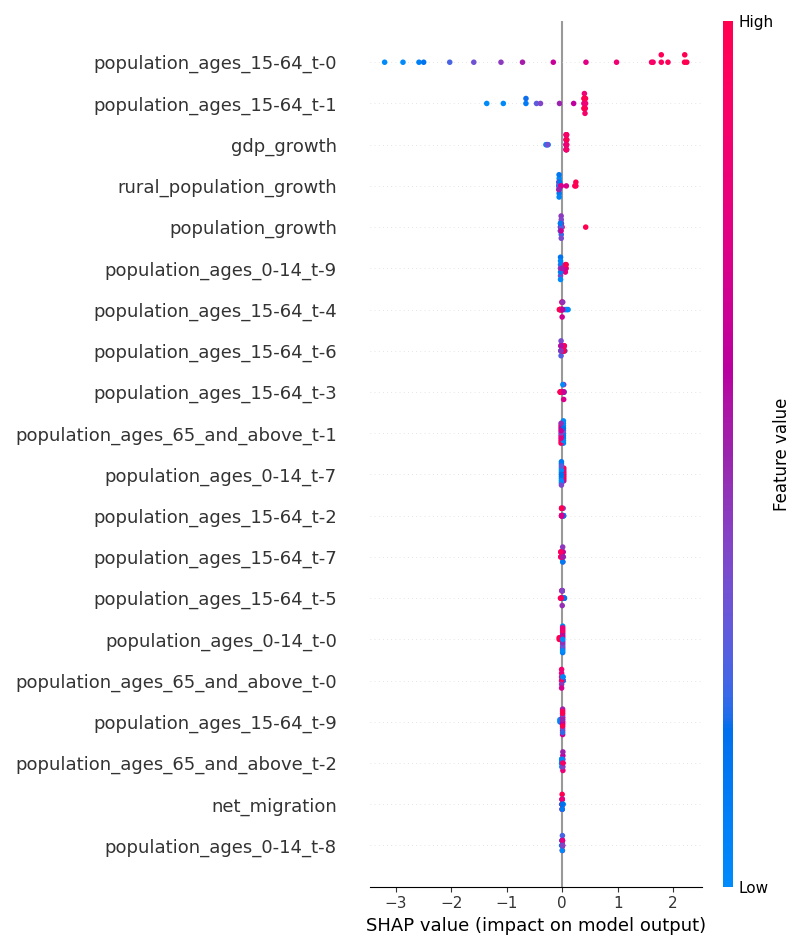 High
population_ages_15-64_t-0
population_ages_15-64_t-1
gdp_growth
rural_population_growth
population_growth
population_ages_0-14_t-9
population_ages_15-64_t-4
population_ages_15-64_t-6
population_ages_15-64_t-3
population_ages_65_and_above_t-1
population_ages_0-14_t-7
population_ages_15-64_t-2
population_ages_15-64_t-7
population_ages_15-64_t-5
population_ages_0-14_t-0
population_ages_65_and_above_t-0
population_ages_15-64_t-9
population_ages_65_and_above_t-2
net_migration
population_ages_0-14_t-8
Feature value
Low
−3 −2 −1 0 1 2
SHAP value (impact on model output)